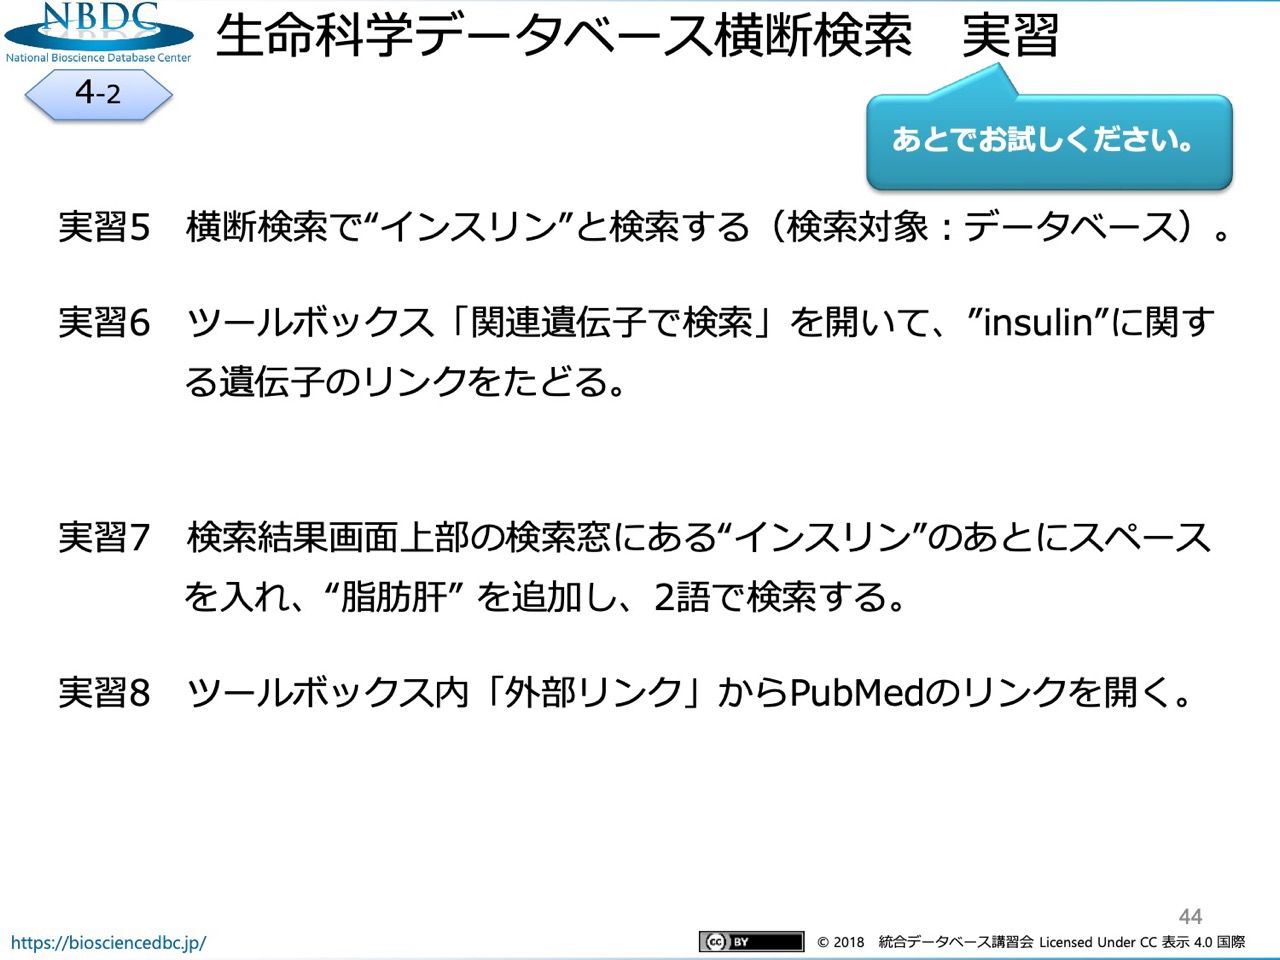 NBDC
National Bioscience Database Center
生命科学データベース横断検索　実習
4-2
あとでお試しください。
実習5　横断検索で“インスリン”と検索する（検索対象：データベース）。
実習6　ツールボックス「関連遺伝子で検索」を開いて、”insulin”に関す
る遺伝子のリンクをたどる。
実習7　検索結果画面上部の検索窓にある“インスリン”のあとにスペース
を入れ、“脂肪肝” を追加し、2語で検索する。
実習8　ツールボックス内「外部リンク」からPubMedのリンクを開く。
44
https://biosciencedbc.jp/
cc BY
© 2018　統合データベース講習会 Licensed Under CC 表示 4.0 国際